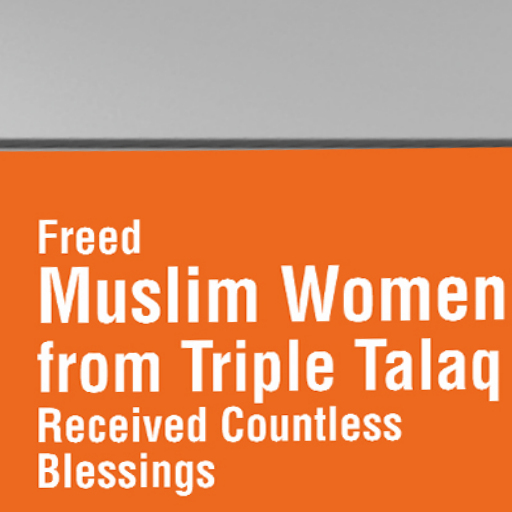 Freed
Muslim Women
from Triple Talaq
Received Countless
Blessings